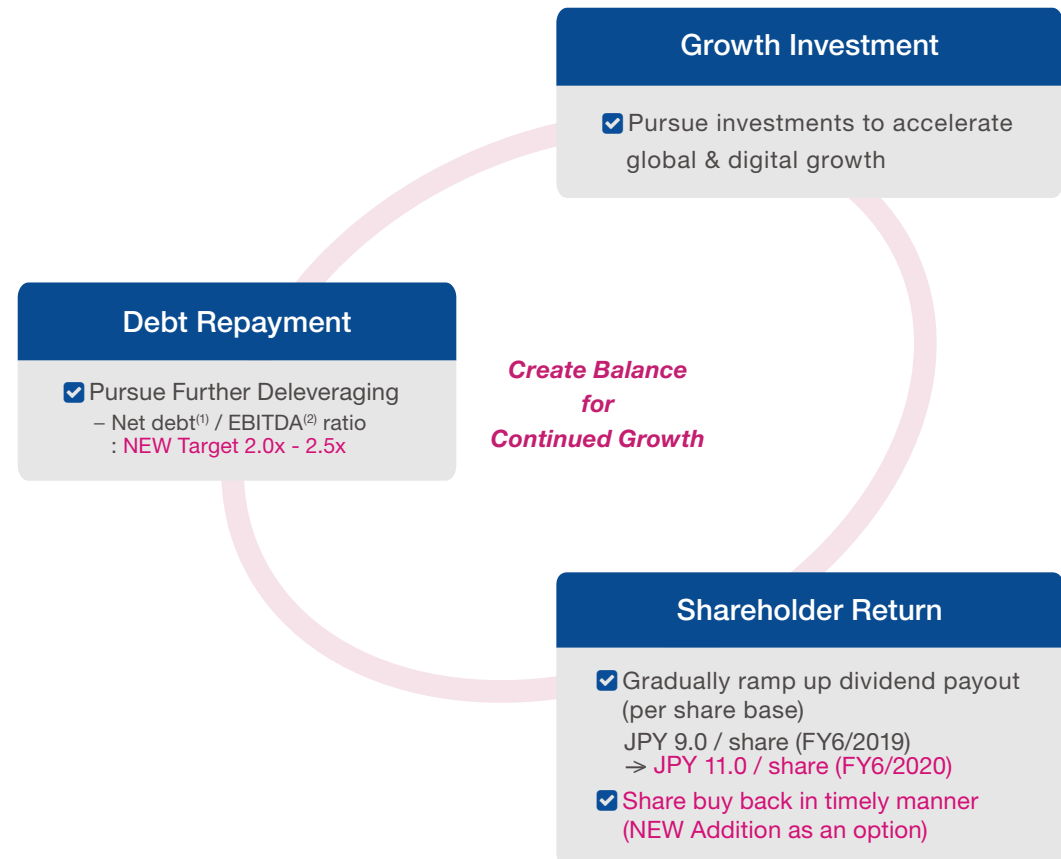 Growth Investment
Pursue investments to accelerate
global & digital growth
Debt Repayment
Pursue Further Deleveraging
– Net debt(1) / EBITDA(2) ratio
: NEW Target 2.0x - 2.5x
Create Balance
for
Continued Growth
Shareholder Return
Gradually ramp up dividend payout
(per share base)
JPY 9.0 / share (FY6/2019)
→ JPY 11.0 / share (FY6/2020)
Share buy back in timely manner
(NEW Addition as an option)